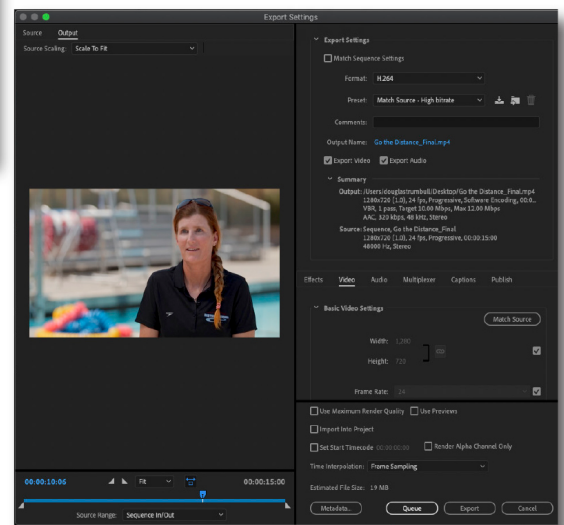 Export Settings
Source Output
Source Scaling: Scale To Fit
Export Settings
Match Sequence Settings
Format: H.264
Preset: Match Source - High bitrate
Comments:
Output Name: Go the Distance_Final.mp4
Export Video Export Audio
Summary
Output: /Users/douglastrumbull/Desktop/Go the Distance_Final.mp4
1280x720 (1.0), 24 fps, Progressive, Software Encoding, 00:0...
VBR, 1 pass, Target 10.00 Mbps, Max 12.00 Mbps
AAC, 320 kbps, 48 kHz, Stereo
Source: Sequence, Go the Distance_Final
1280x720 (1.0), 24 fps, Progressive, 00:00:15:00
48000 Hz, Stereo
Effects Video Audio Multiplexer Captions Publish
Basic Video Settings
Match Source
Width: 1,280
Height: 720
Frame Rate: 24
Use Maximum Render Quality Use Previews
Import Into Project
Set Start Timecode 00:00:00:00 Render Alpha Channel Only
Time Interpolation: Frame Sampling
Estimated File Size: 19 MB
Metadata... Queue Export Cancel
00:00:10:06 Fit 00:00:15:00
Source Range: Sequence In/Out